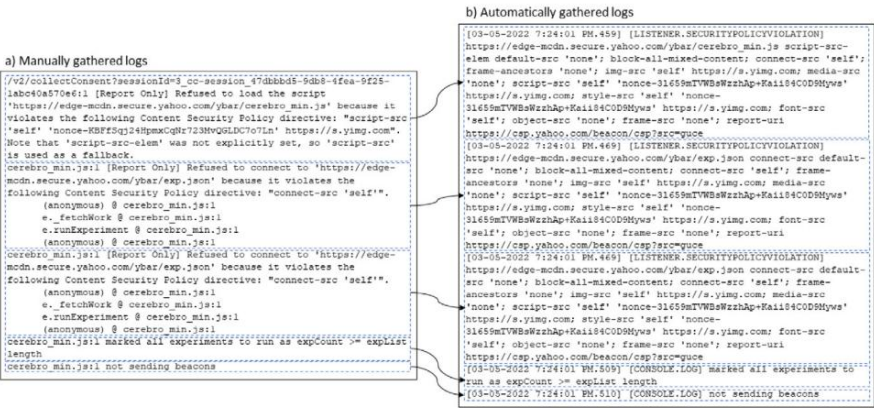 a) Manually gathered logs
/v2/collectConsent?sessionId=3_cc-session_47dbbbd5-9db8-4fea-9f25-
1abc40a570e6:1 [Report Only] Refused to load the script
'https://edge-mcdn.secure.yahoo.com/ybar/cerebro_min.js' because it
violates the following Content Security Policy directive: "script-src
'self' 'nonce-KBFfSqj24HpmxCqNr723MvQGLDC7o7Ln' https://s.yimg.com".
Note that 'script-src-elem' was not explicitly set, so 'script-src'
is used as a fallback.
cerebro_min.js:1 [Report Only] Refused to connect to 'https://edge-
mcdn.secure.yahoo.com/ybar/exp.json' because it violates the
following Content Security Policy directive: "connect-src 'self'".
(anonymous) @ cerebro_min.js:1
e._fetchWork @ cerebro_min.js:1
e.runExperiment @ cerebro_min.js:1
(anonymous) @ cerebro_min.js:1
cerebro_min.js:1 [Report Only] Refused to connect to 'https://edge-
mcdn.secure.yahoo.com/ybar/exp.json' because it violates the
following Content Security Policy directive: "connect-src 'self'".
(anonymous) @ cerebro_min.js:1
e._fetchWork @ cerebro_min.js:1
e.runExperiment @ cerebro_min.js:1
(anonymous) @ cerebro_min.js:1
cerebro_min.js:1 marked all experiments to run as expCount >= expList
length
cerebro_min.js:1 not sending beacons
b) Automatically gathered logs
[03-05-2022 7:24:01 PM.459] [LISTENER.SECURITYPOLICYVIOLATION]
https://edge-mcdn.secure.yahoo.com/ybar/cerebro_min.js script-src-
elem default-src 'none'; block-all-mixed-content; connect-src 'self';
frame-ancestors 'none'; img-src 'self' https://s.yimg.com; media-src
'none'; script-src 'self' 'nonce-31659mTVWBsWzzhAp+Kaii84C0D9Myws'
https://s.yimg.com; style-src 'self' 'nonce-
31659mTVWBsWzzhAp+Kaii84C0D9Myws' https://s.yimg.com; font-src
'self'; object-src 'none'; frame-src 'none'; report-uri
https://csp.yahoo.com/beacon/csp?src=guce
[03-05-2022 7:24:01 PM.469] [LISTENER.SECURITYPOLICYVIOLATION]
https://edge-mcdn.secure.yahoo.com/ybar/exp.json connect-src default-
src 'none'; block-all-mixed-content; connect-src 'self'; frame-
ancestors 'none'; img-src 'self' https://s.yimg.com; media-src
'none'; script-src 'self' 'nonce-31659mTVWBsWzzhAp+Kaii84C0D9Myws'
https://s.yimg.com; style-src 'self' 'nonce-
31659mTVWBsWzzhAp+Kaii84C0D9Myws' https://s.yimg.com; font-src
'self'; object-src 'none'; frame-src 'none'; report-uri
https://csp.yahoo.com/beacon/csp?src=guce
[03-05-2022 7:24:01 PM.469] [LISTENER.SECURITYPOLICYVIOLATION]
https://edge-mcdn.secure.yahoo.com/ybar/exp.json connect-src default-
src 'none'; block-all-mixed-content; connect-src 'self'; frame-
ancestors 'none'; img-src 'self' https://s.yimg.com; media-src
'none'; script-src 'self' 'nonce-31659mTVWBsWzzhAp+Kaii84C0D9Myws'
https://s.yimg.com; style-src 'self' 'nonce-
31659mTVWBsWzzhAp+Kaii84C0D9Myws' https://s.yimg.com; font-src
'self'; object-src 'none'; frame-src 'none'; report-uri
https://csp.yahoo.com/beacon/csp?src=guce
[03-05-2022 7:24:01 PM.509] [CONSOLE.LOG] marked all experiments to
run as expCount >= expList length
[03-05-2022 7:24:01 PM.510] [CONSOLE.LOG] not sending beacons